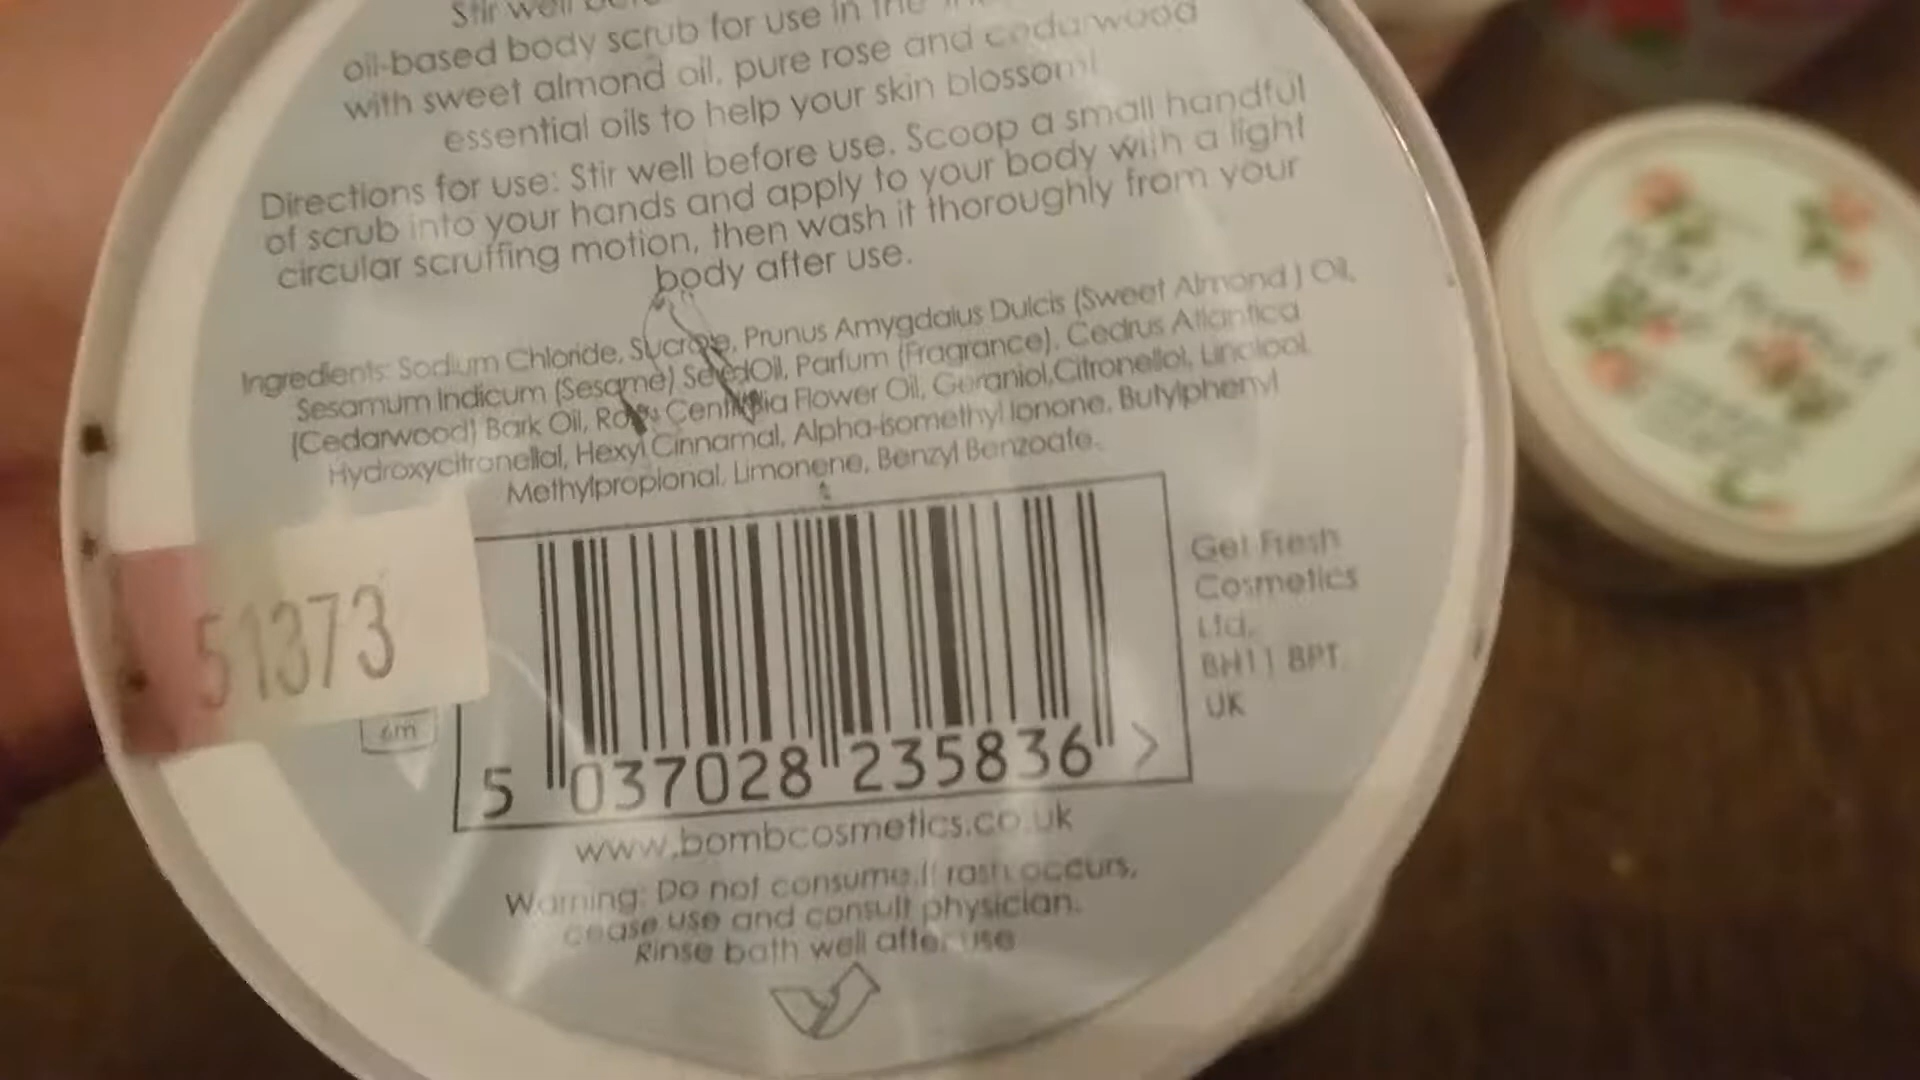 Stir well
oil-based body scrub for use in the
with sweet almond oil, pure rose and cedarwood
essential oils to help your skin blossom!
Directions for use: Stir well before use. Scoop a small handful
of scrub into your hands and apply to your body with a light
circular scruffing motion, then wash it thoroughly from your
body after use.
Ingredients: Sodium Chloride, Sucrose, Prunus Amygdalus Dulcis (Sweet Almond ) Oil,
Sesamum Indicum (Sesame) SeedOil, Parfum (Fragrance), Cedrus Atlantica
(Cedarwood) Bark Oil, Rosa Centifolia Flower Oil, Geraniol,Citronellol, Linalool,
Hydroxycitronellal, Hexyl Cinnamal, Alpha-isomethyl Ionone, Butylphenyl
Methylpropional, Limonene, Benzyl Benzoate.
51373
6m
5 037028 235836 >
Get Fresh
Cosmetics
Ltd.
BH11 8PT.
UK
www.bombcosmetics.co.uk
Warning: Do not consume.If rash occurs,
cease use and consult physician.
Rinse bath well after use